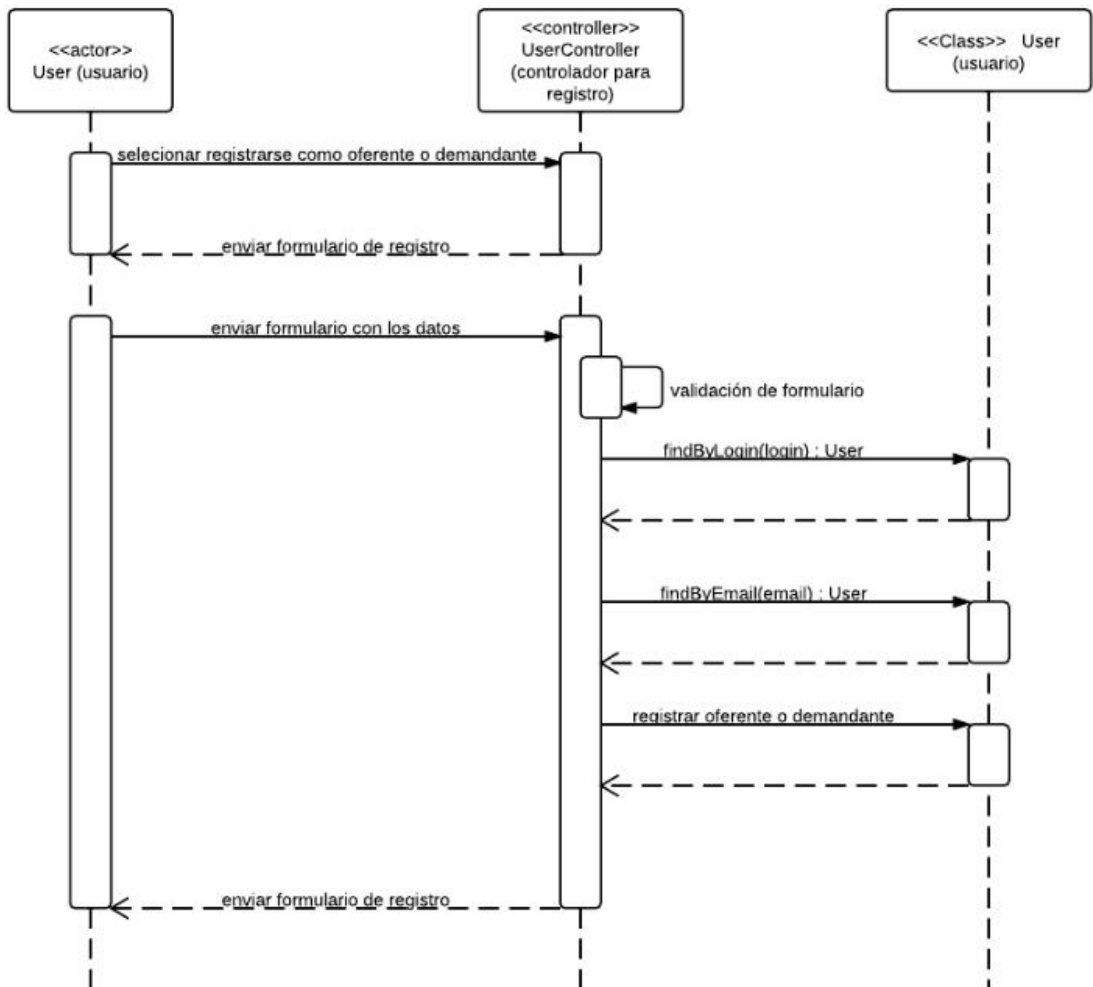 <<actor>>
User (usuario)
<<controller>>
UserController
(controlador para
registro)
<<Class>> User
(usuario)
selecionar registrarse como oferente o demandante
enviar formulario de registro
enviar formulario con los datos
validación de formulario
findByLogin(login) : User
findByEmail(email) : User
registrar oferente o demandante
enviar formulario de registro